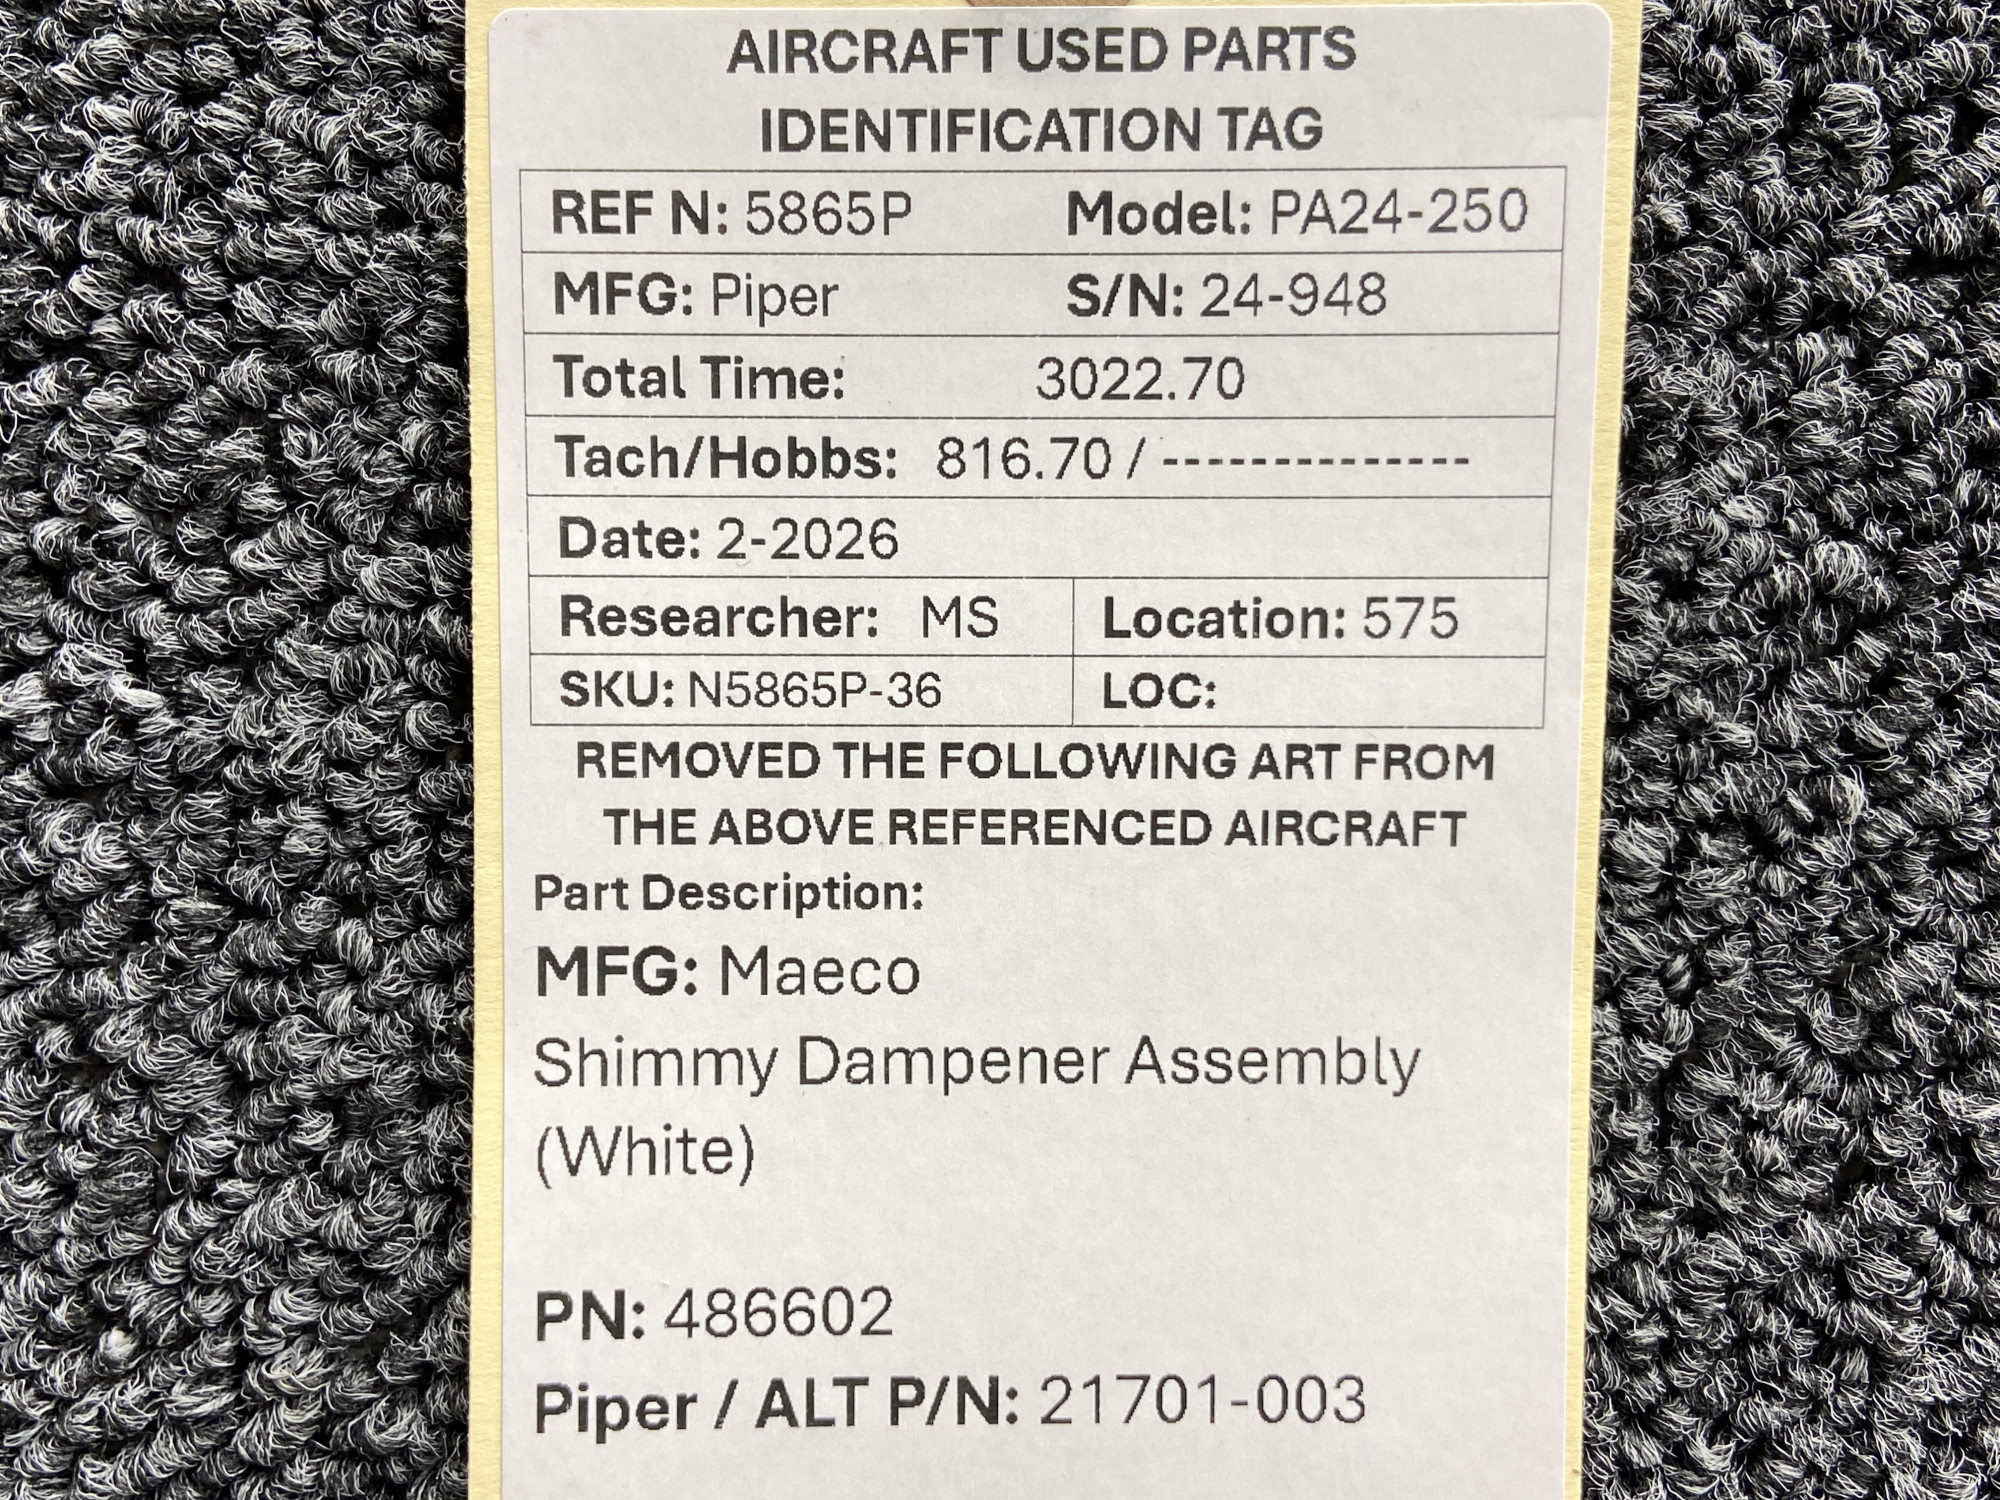 AIRCRAFT USED PARTS
IDENTIFICATION TAG
REF N: 5865P Model: PA24-250
MFG: Piper S/N: 24-948
Total Time: 3022.70
Tach/Hobbs: 816.70 / --------------
Date: 2-2026
Researcher: MS Location: 575
SKU: N5865P-36 LOC:
REMOVED THE FOLLOWING ART FROM
THE ABOVE REFERENCED AIRCRAFT
Part Description:
MFG: Maeco
Shimmy Dampener Assembly
(White)
PN: 486602
Piper / ALT P/N: 21701-003